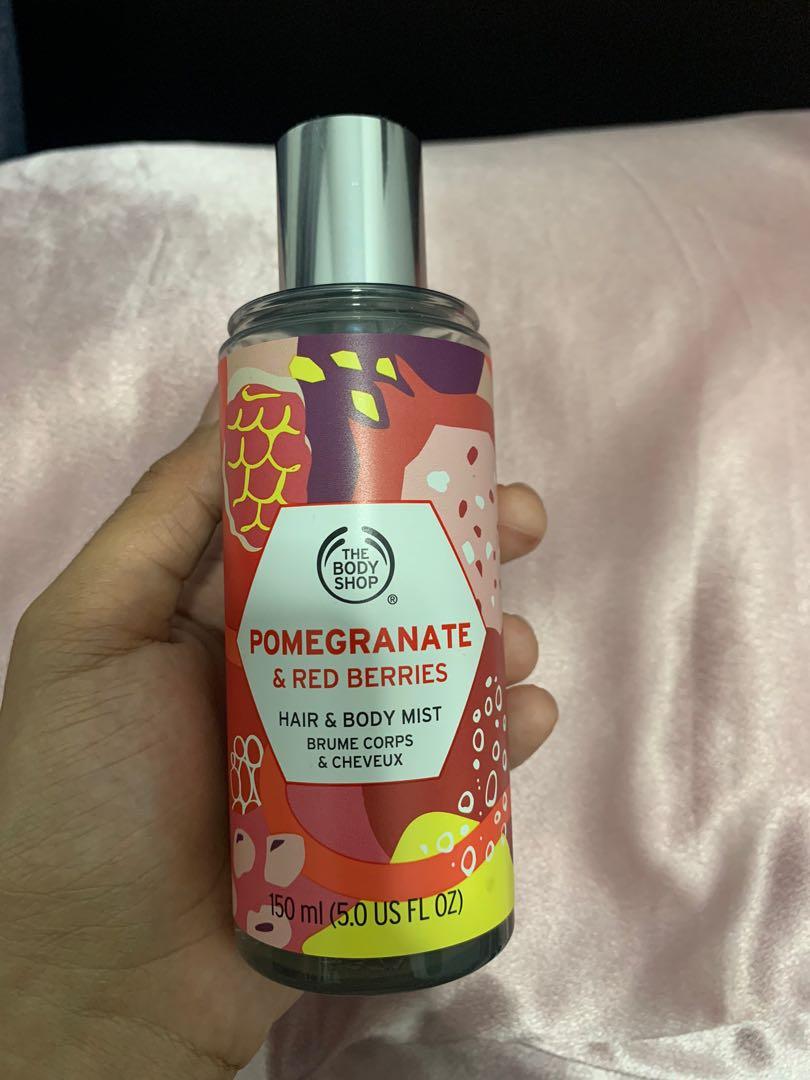 THE
BODY
SHOP
®
POMEGRANATE
& RED BERRIES
HAIR & BODY MIST
BRUME CORPS
& CHEVEUX
150 ml (5.0 US FL OZ)